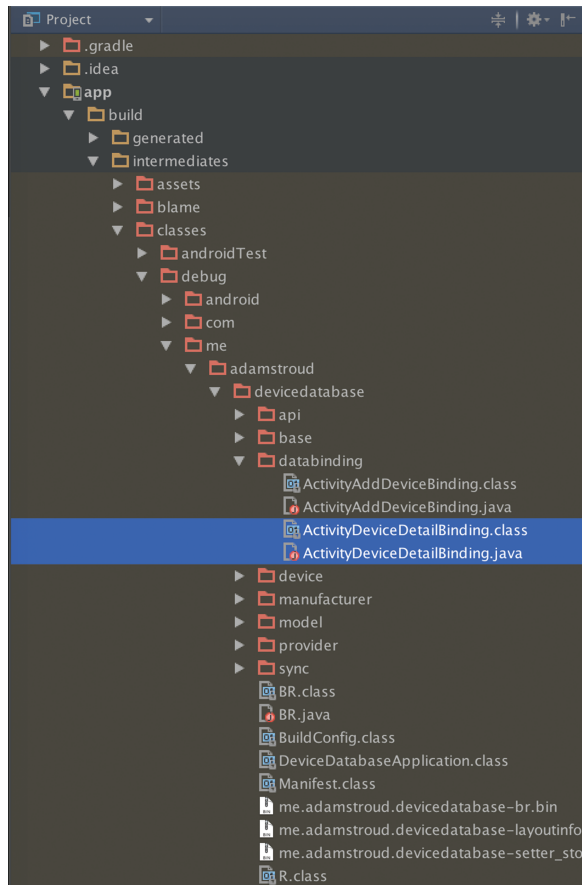 Project
.gradle
.idea
app
build
generated
intermediates
assets
blame
classes
androidTest
debug
android
com
me
adamstroud
devicedatabase
api
base
databinding
ActivityAddDeviceBinding.class
ActivityAddDeviceBinding.java
ActivityDeviceDetailBinding.class
ActivityDeviceDetailBinding.java
device
manufacturer
model
provider
sync
BR.class
BR.java
BuildConfig.class
DeviceDatabaseApplication.class
Manifest.class
me.adamstroud.devicedatabase-br.bin
me.adamstroud.devicedatabase-layoutinfo
me.adamstroud.devicedatabase-setter_sto
R.class